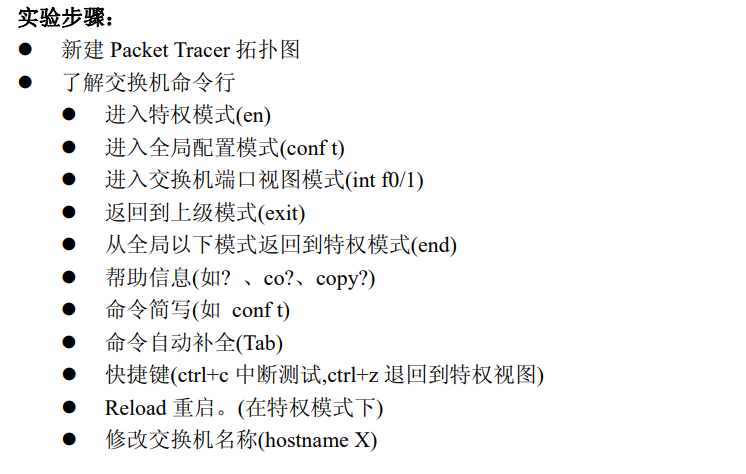 实验步骤：
● 新建 Packet Tracer 拓扑图
● 了解交换机命令行
● 进入特权模式(en)
● 进入全局配置模式(conf t)
● 进入交换机端口视图模式(int f0/1)
● 返回到上级模式(exit)
● 从全局以下模式返回到特权模式(end)
● 帮助信息(如? 、co?、copy?)
● 命令简写(如 conf t)
● 命令自动补全(Tab)
● 快捷键(ctrl+c 中断测试,ctrl+z 退回到特权视图)
● Reload 重启。(在特权模式下)
● 修改交换机名称(hostname X)